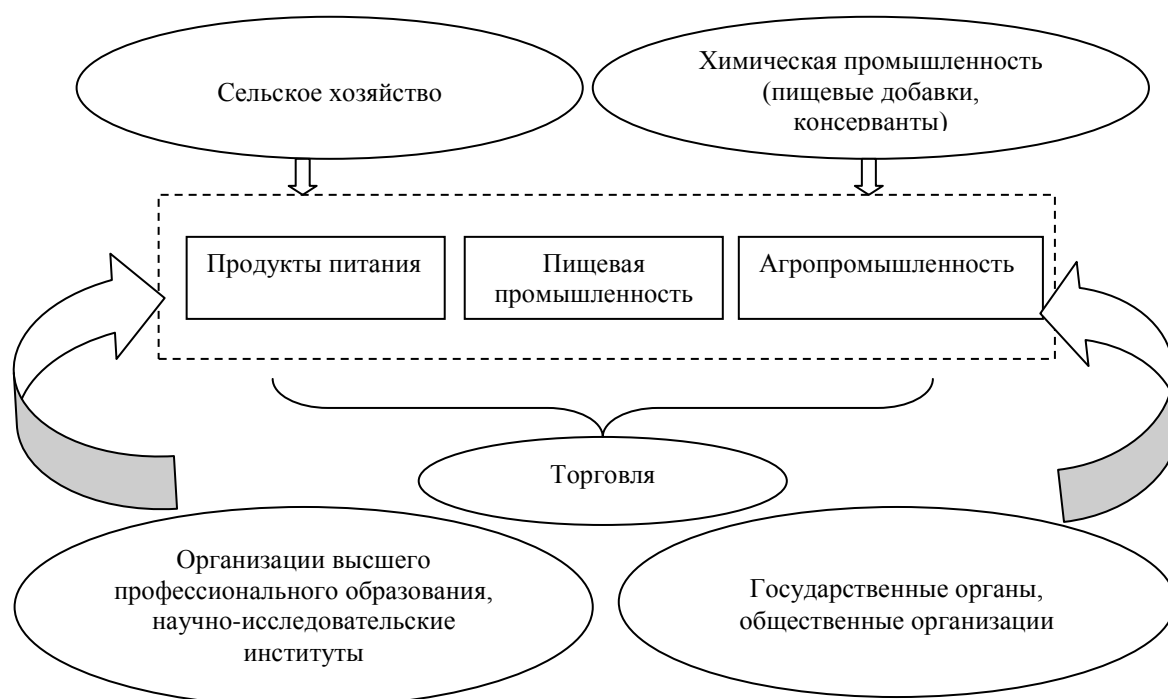 Сельское хозяйство
Химическая промышленность
(пищевые добавки,
консерванты)
Продукты питания
Пищевая
промышленность
Агропромышленность
Торговля
Организации высшего
профессионального образования,
научно-исследовательские
институты
Государственные органы,
общественные организации